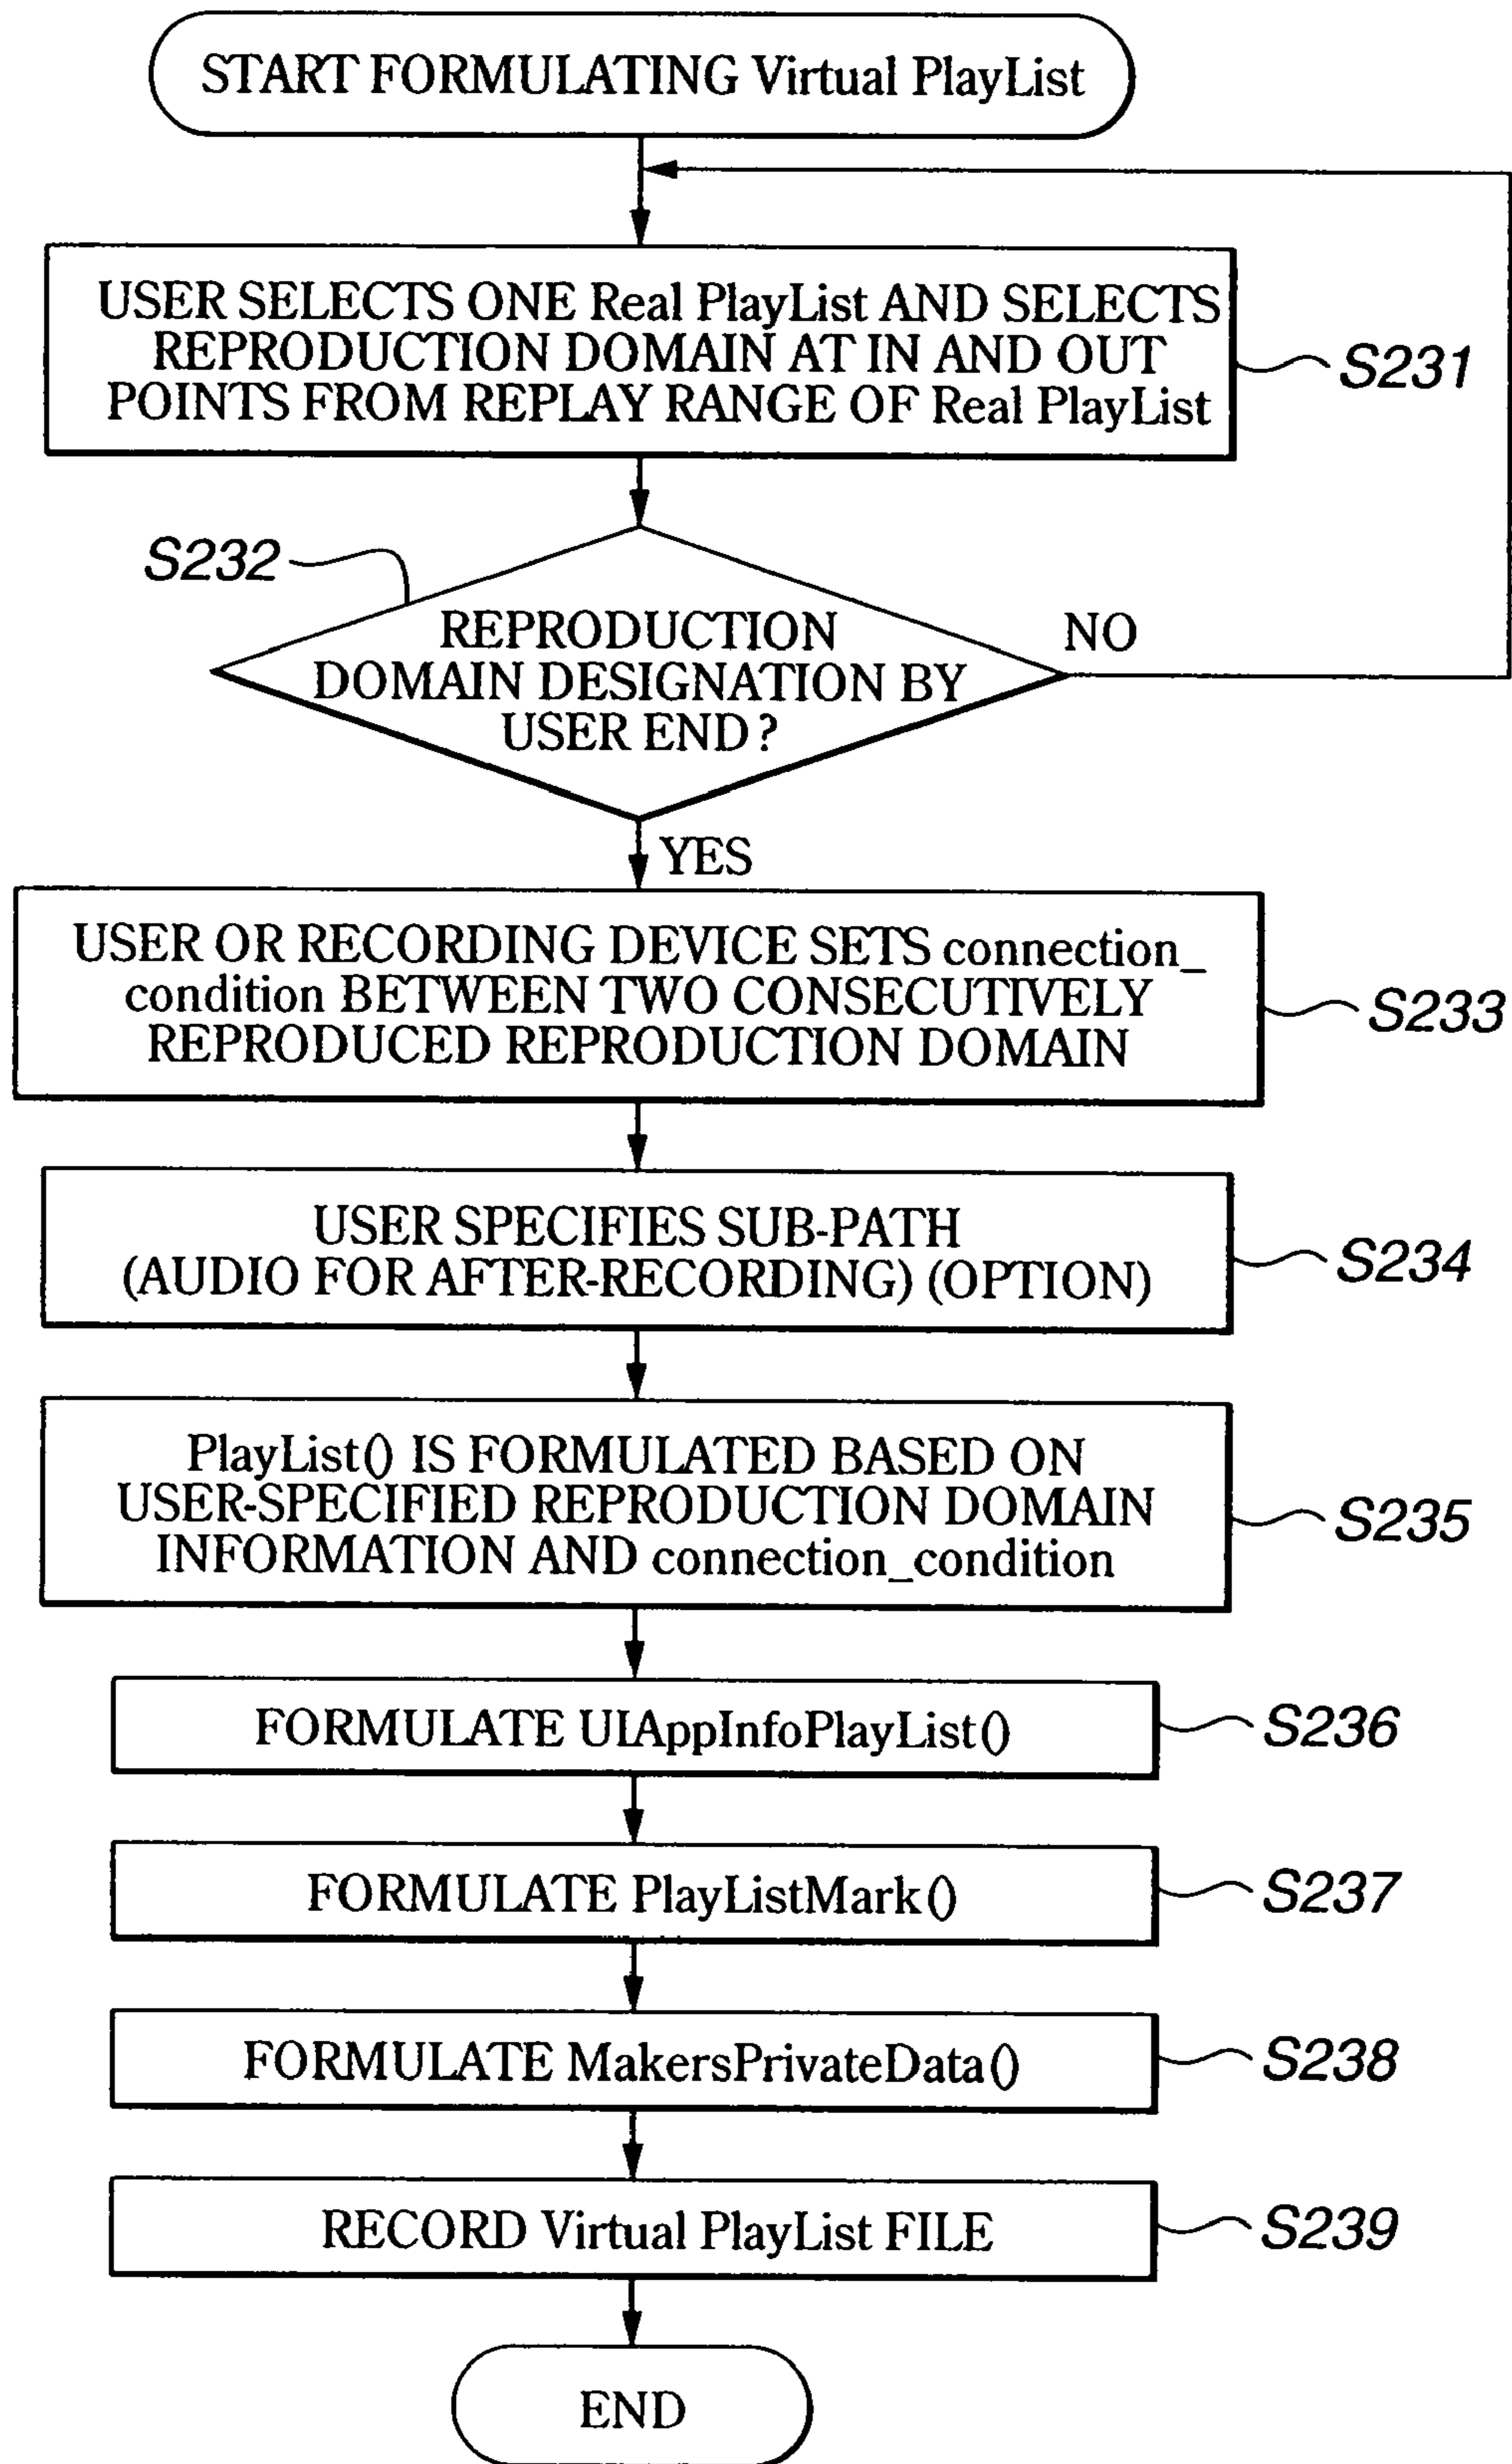 START FORMULATING Virtual PlayList
USER SELECTS ONE Real PlayList AND SELECTS
REPRODUCTION DOMAIN AT IN AND OUT
POINTS FROM REPLAY RANGE OF Real PlayList
S231
S232
REPRODUCTION
DOMAIN DESIGNATION BY
USER END?
NO
YES
USER OR RECORDING DEVICE SETS connection_
condition BETWEEN TWO CONSECUTIVELY
REPRODUCED REPRODUCTION DOMAIN
S233
USER SPECIFIES SUB-PATH
(AUDIO FOR AFTER-RECORDING) (OPTION)
S234
PlayList() IS FORMULATED BASED ON
USER-SPECIFIED REPRODUCTION DOMAIN
INFORMATION AND connection_condition
S235
FORMULATE UIAppInfoPlayList()
S236
FORMULATE PlayListMark()
S237
FORMULATE MakersPrivateData()
S238
RECORD Virtual PlayList FILE
S239
END